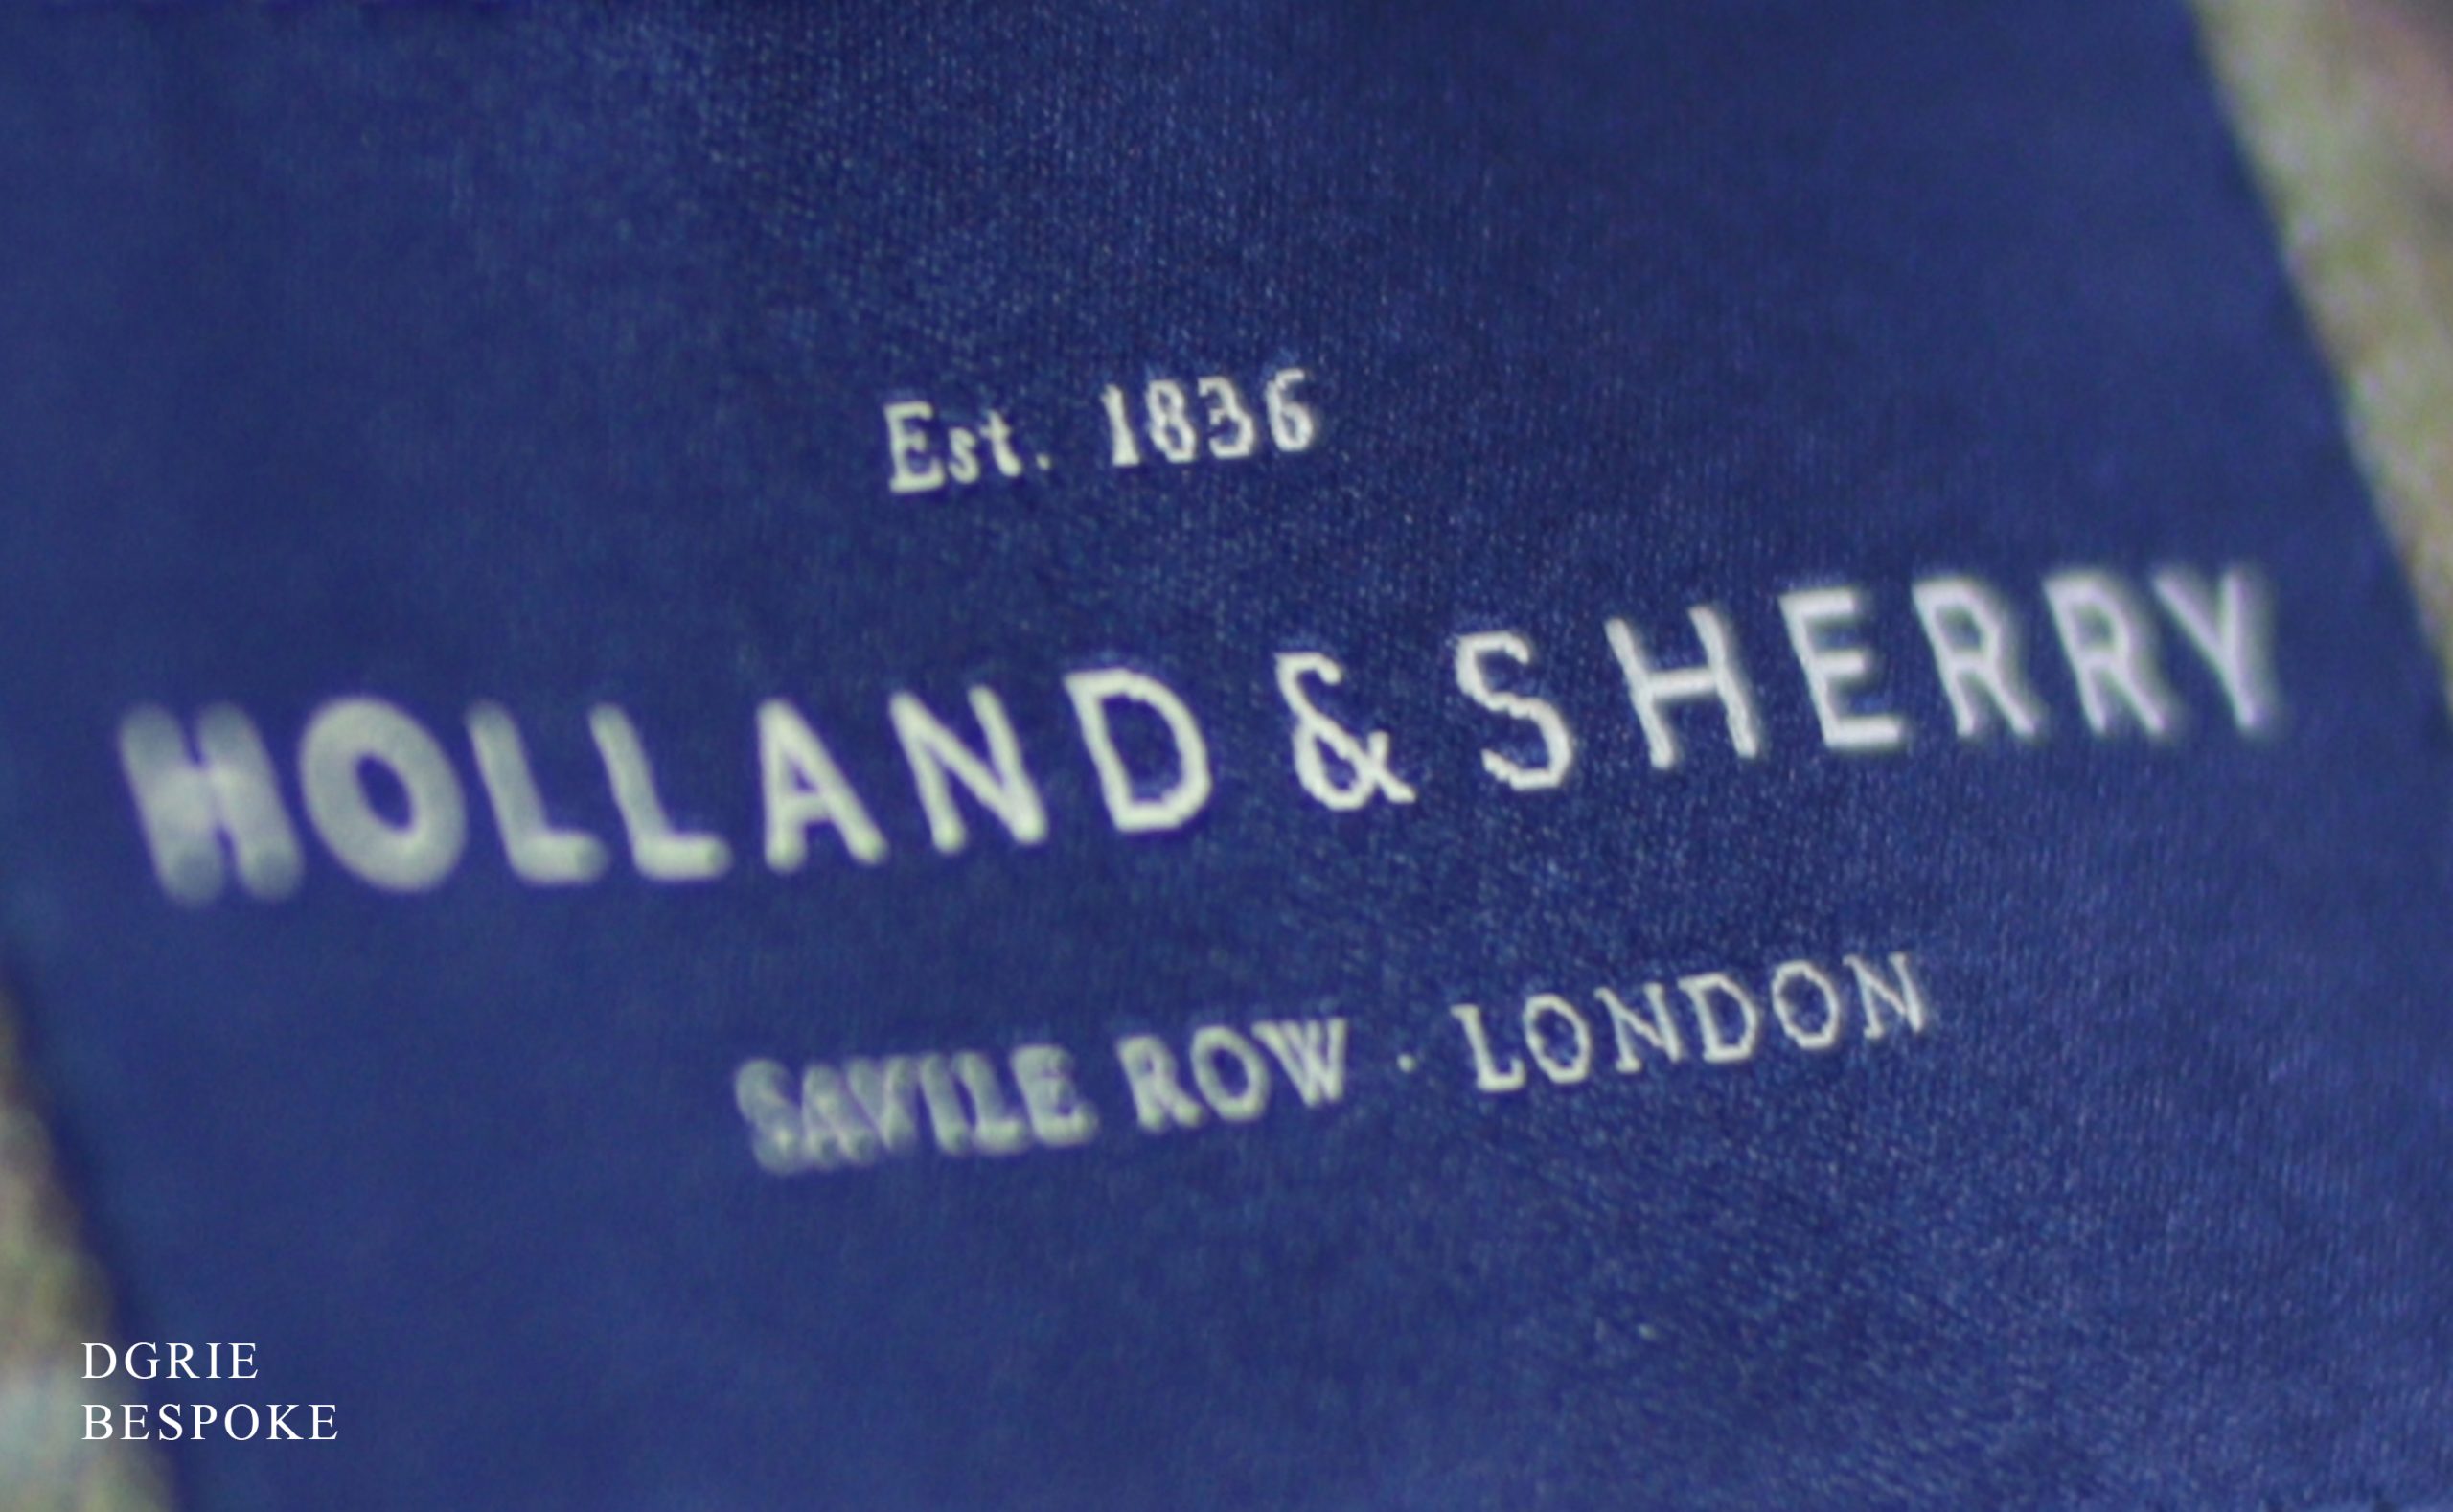 Est. 1836
HOLLAND & SHERRY
SAVILE ROW · LONDON
DGRIE
BESPOKE